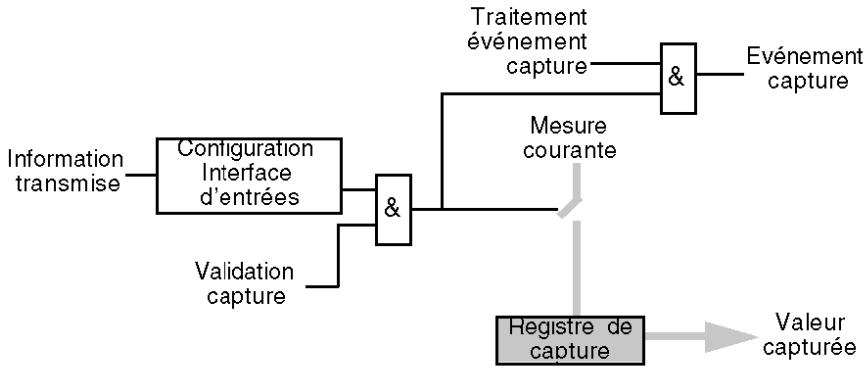 Traitement
événement
capture
&
Evénement
capture
Mesure
courante
Information
transmise
Configuration
Interface
d'entrées
&
Validation
capture
Registre de
capture
Valeur
capturée